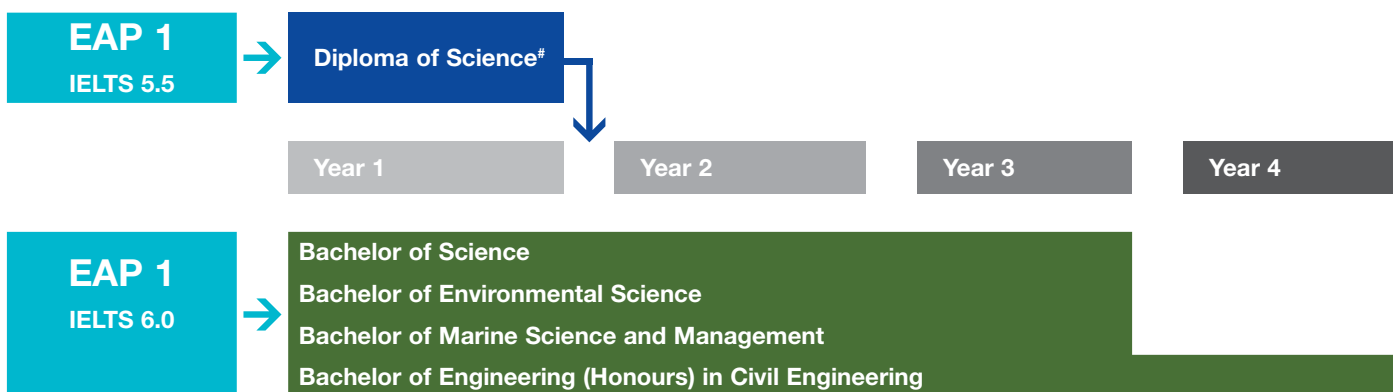 EAP 1
IELTS 5.5
Diploma of Science#
Year 1
Year 2
Year 3
Year 4
EAP 1
IELTS 6.0
Bachelor of Science
Bachelor of Environmental Science
Bachelor of Marine Science and Management
Bachelor of Engineering (Honours) in Civil Engineering